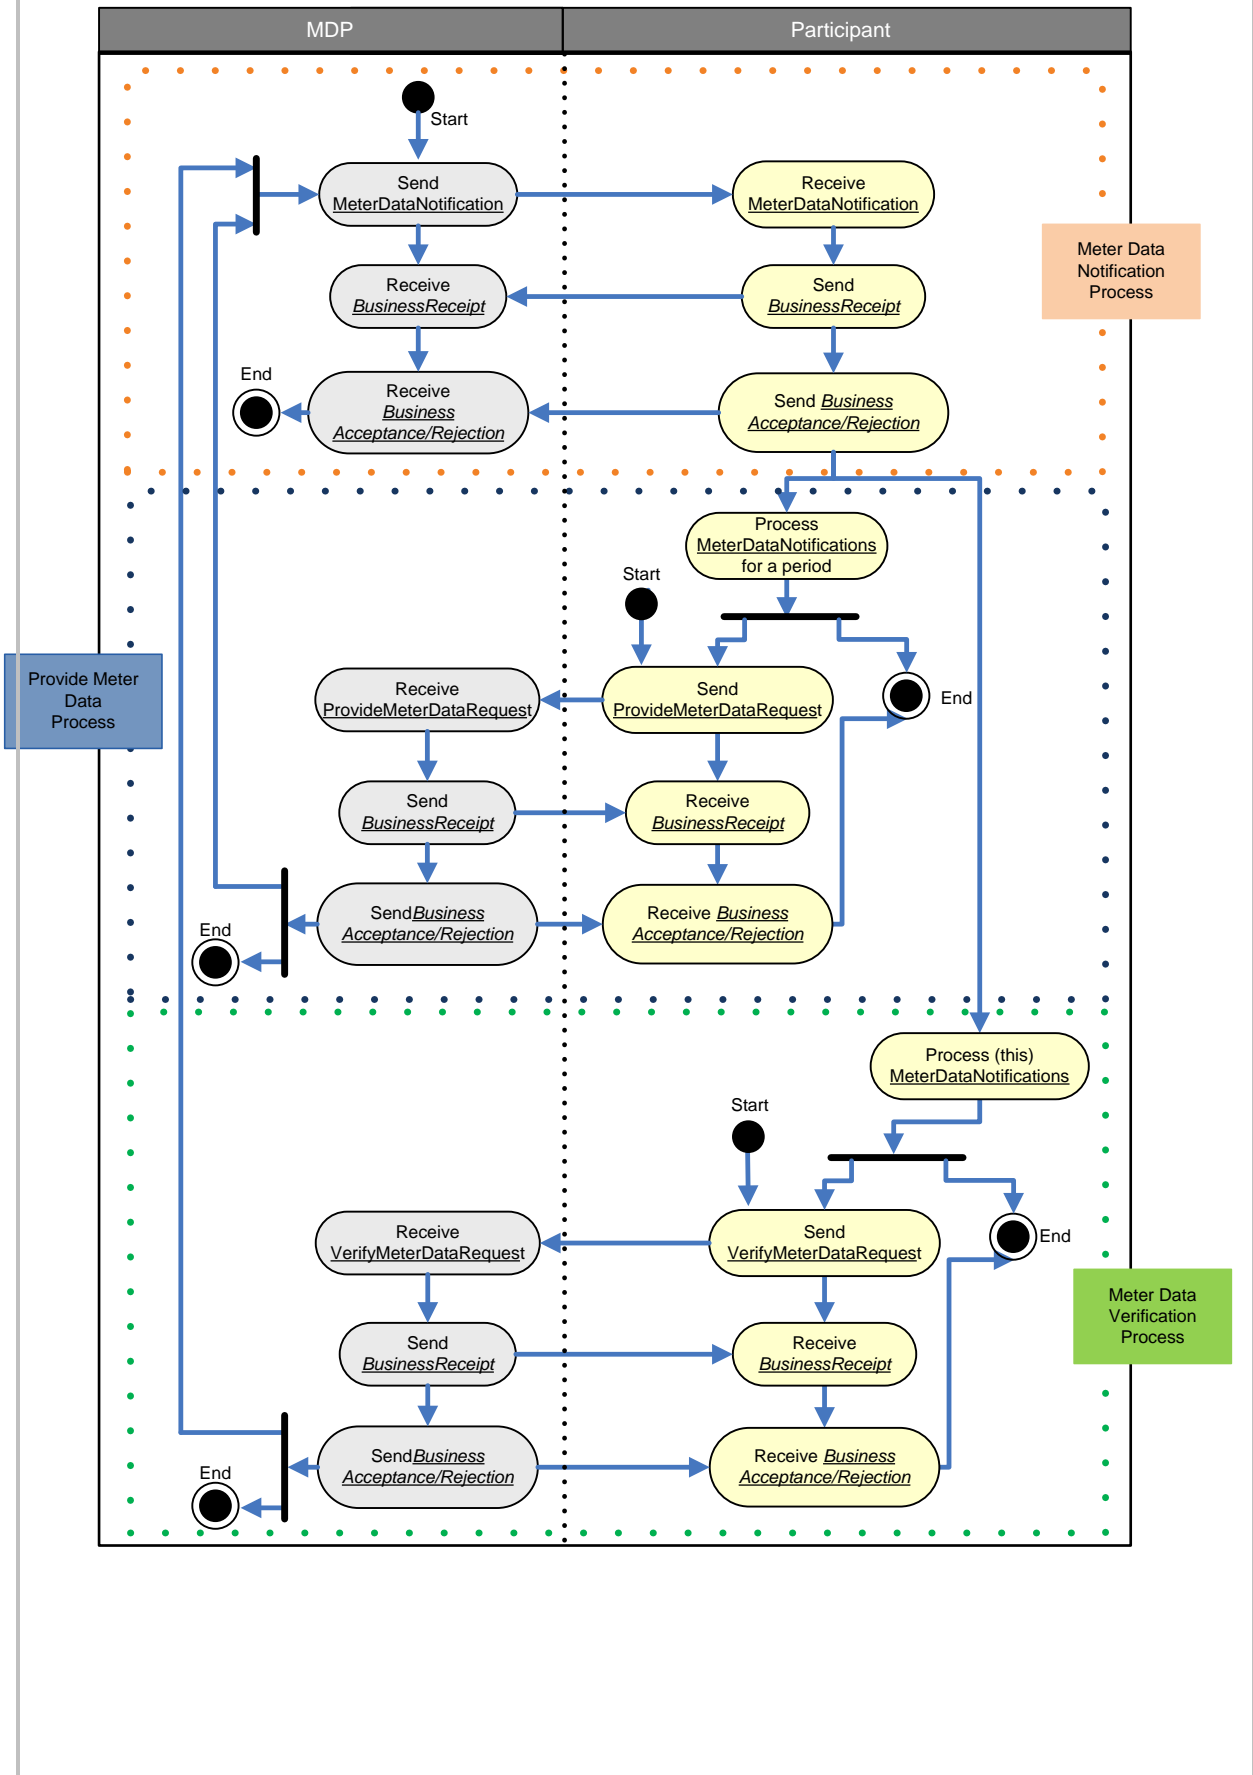 MDP
Participant
Start
Send
MeterDataNotification
Receive
MeterDataNotification
Meter Data
Notification
Process
Receive
BusinessReceipt
Send
BusinessReceipt
End
Receive
Business
Acceptance/Rejection
Send Business
Acceptance/Rejection
Process
MeterDataNotifications
for a period
Start
Provide Meter
Data
Process
Receive
ProvideMeterDataRequest
Send
ProvideMeterDataRequest
End
Send
BusinessReceipt
Receive
BusinessReceipt
End
SendBusiness
Acceptance/Rejection
Receive Business
Acceptance/Rejection
Process (this)
MeterDataNotifications
Start
Receive
VerifyMeterDataRequest
Send
VerifyMeterDataRequest
End
Meter Data
Verification
Process
Send
BusinessReceipt
Receive
BusinessReceipt
End
SendBusiness
Acceptance/Rejection
Receive Business
Acceptance/Rejection